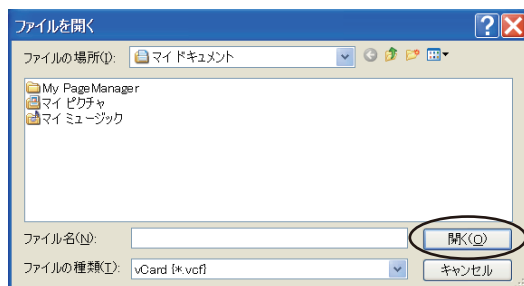 ファイルを開く
ファイルの場所(I): マイ ドキュメント
My PageManager
マイ ピクチャ
マイ ミュージック
ファイル名(N): 開く(O)
ファイルの種類(T): vCard [*.vcf] キャンセル